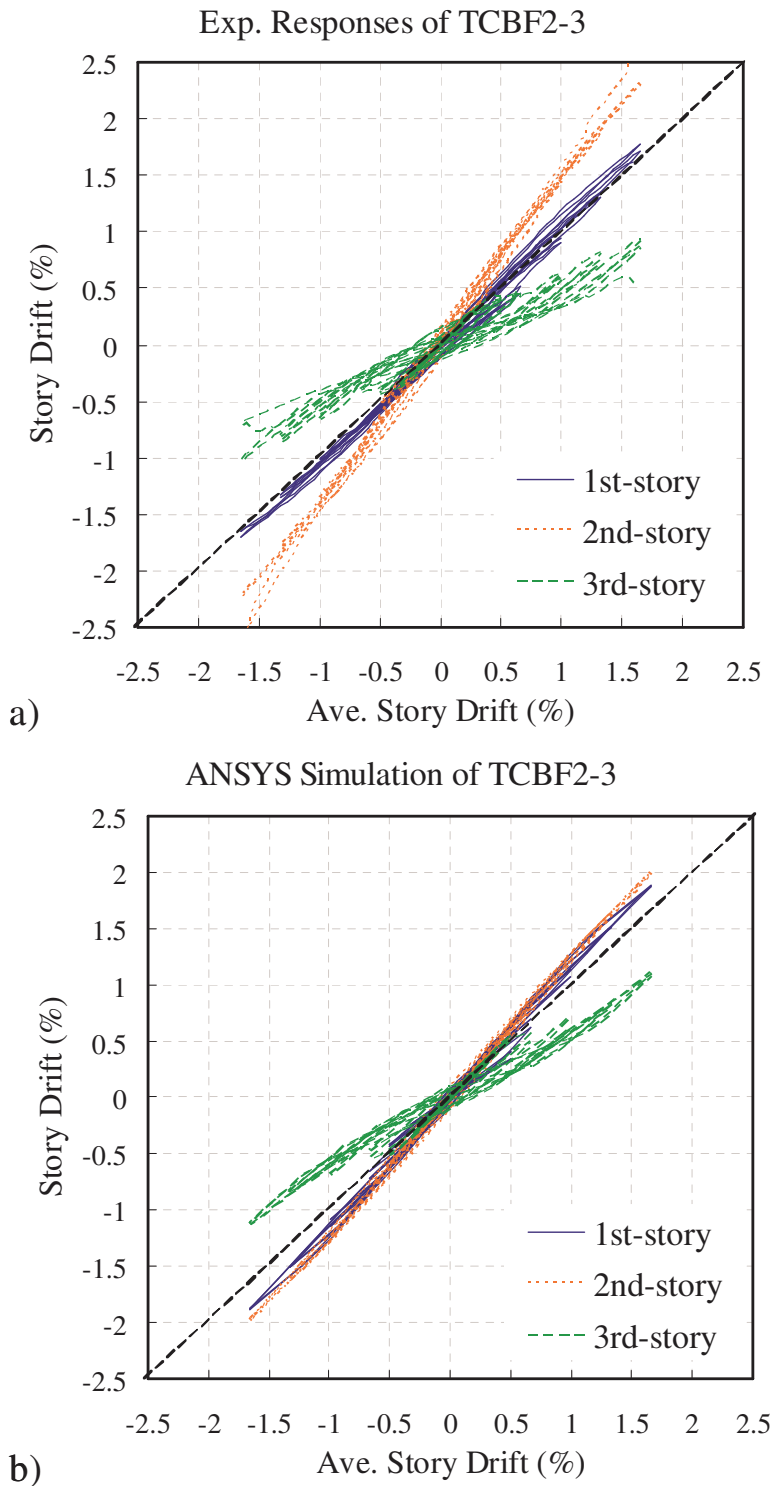 Exp. Responses of TCBF2-3
2.5
2
1.5
1
0.5
0
-0.5
-1
-1.5
-2
-2.5
Story Drift (%)
1st-story
2nd-story
3rd-story
-2.5 -2 -1.5 -1 -0.5 0 0.5 1 1.5 2 2.5
Ave. Story Drift (%)
a)
ANSYS Simulation of TCBF2-3
2.5
2
1.5
1
0.5
0
-0.5
-1
-1.5
-2
-2.5
Story Drift (%)
1st-story
2nd-story
3rd-story
-2.5 -2 -1.5 -1 -0.5 0 0.5 1 1.5 2 2.5
Ave. Story Drift (%)
b)